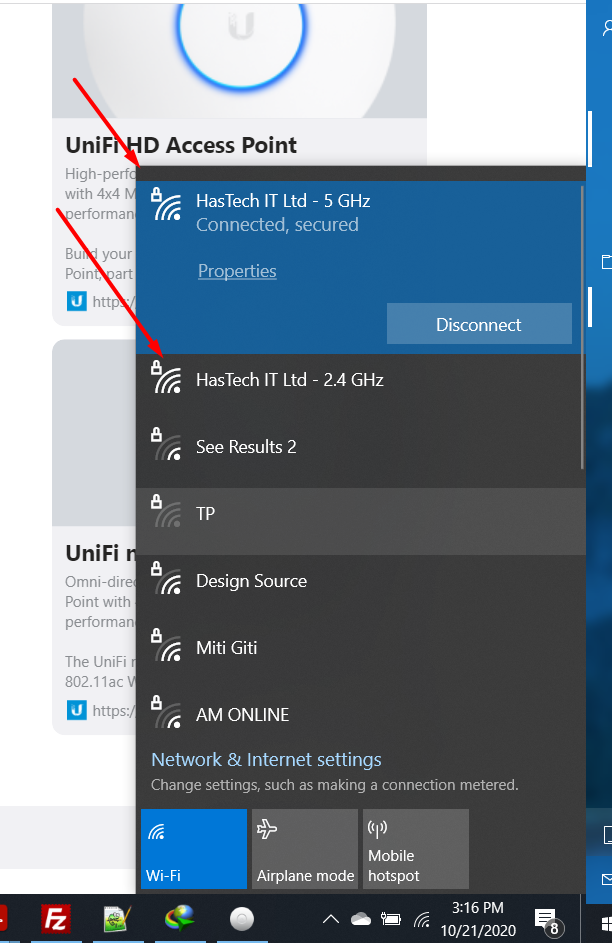 UniFi HD Access Point
High-perfo
with 4x4 M
performan
Build your
Point, part
https:/
HasTech IT Ltd - 5 GHz
Connected, secured
Properties
Disconnect
HasTech IT Ltd - 2.4 GHz
See Results 2
TP
Design Source
Miti Giti
AM ONLINE
UniFi
Omni-direc
Point with
performan
The UniFi
802.11ac W
https:/
Network & Internet settings
Change settings, such as making a connection metered.
Wi-Fi
Airplane mode
Mobile
hotspot
FZ
3:16 PM
10/21/2020
8